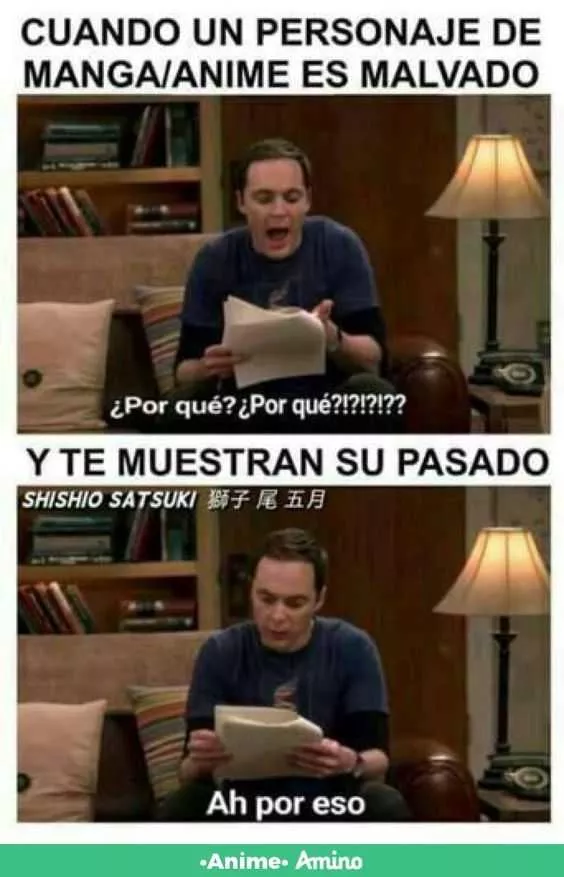 CUANDO UN PERSONAJE DE
MANGA/ANIME ES MALVADO
¿Por qué?¿Por qué?!?!?!??
Y TE MUESTRAN SU PASADO
SHISHIO SATSUKI 獅子 尾 五月
Ah por eso
•Anime• Amino